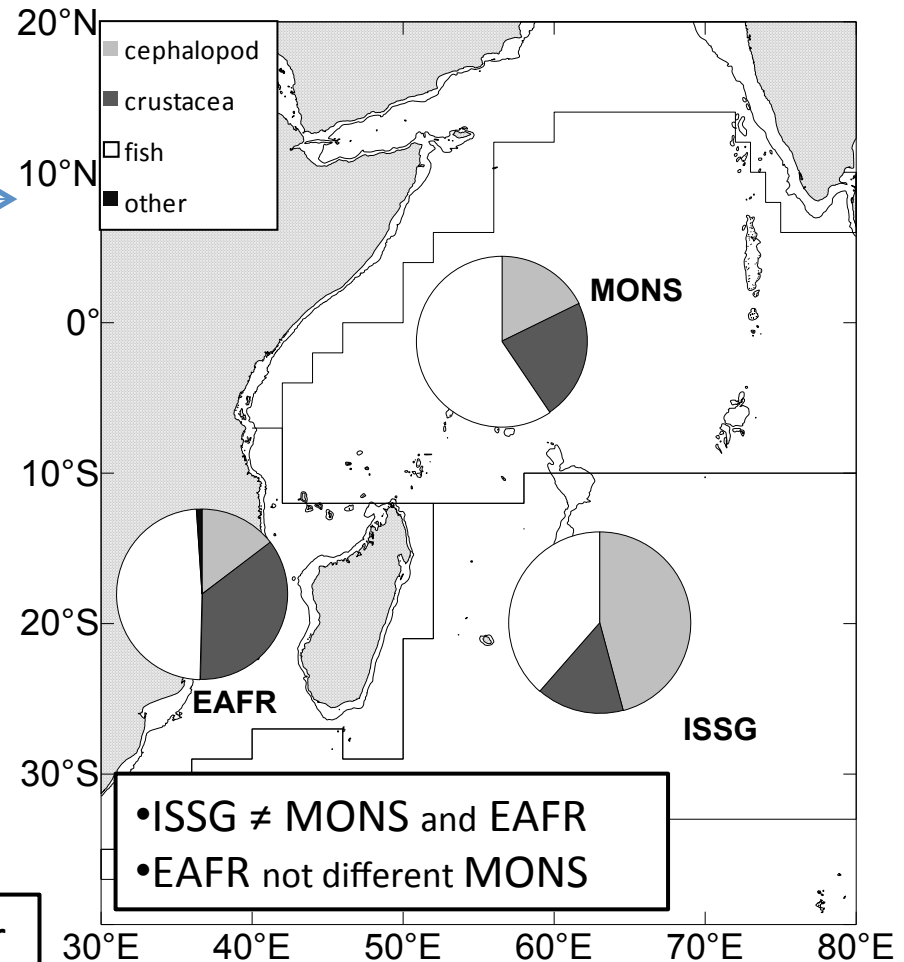 20°N
cephalopod
crustacea
fish
10°N
other
MONS
0°
10°S
20°S
EAFR
ISSG
30°S
•ISSG ≠ MONS and EAFR
•EAFR not different MONS
r
30°E 40°E 50°E 60°E 70°E 80°E